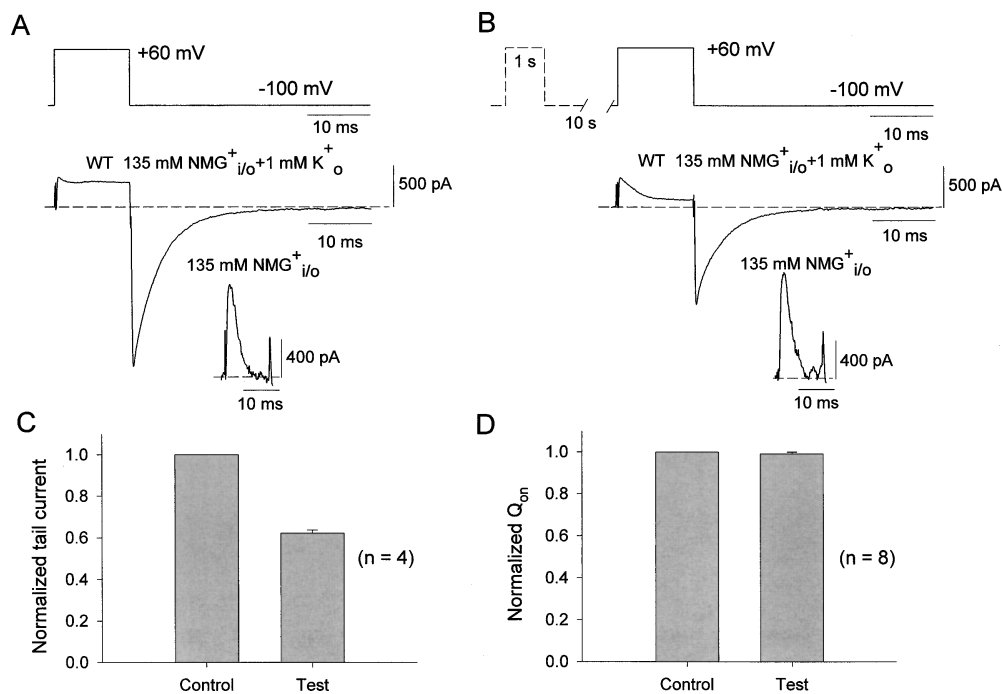 A
+60 mV
-100 mV
10 ms
WT 135 mM NMG+i/o+1 mM K+o
500 pA
10 ms
135 mM NMG+i/o
400 pA
10 ms
B
1 s
+60 mV
-100 mV
10 s
10 ms
WT 135 mM NMG+i/o+1 mM K+o
500 pA
10 ms
135 mM NMG+i/o
400 pA
10 ms
C
Normalized tail current
1.0
0.8
0.6
0.4
0.2
0.0
(n = 4)
Control Test
D
Normalized Qon
1.0
0.8
0.6
0.4
0.2
0.0
(n = 8)
Control Test